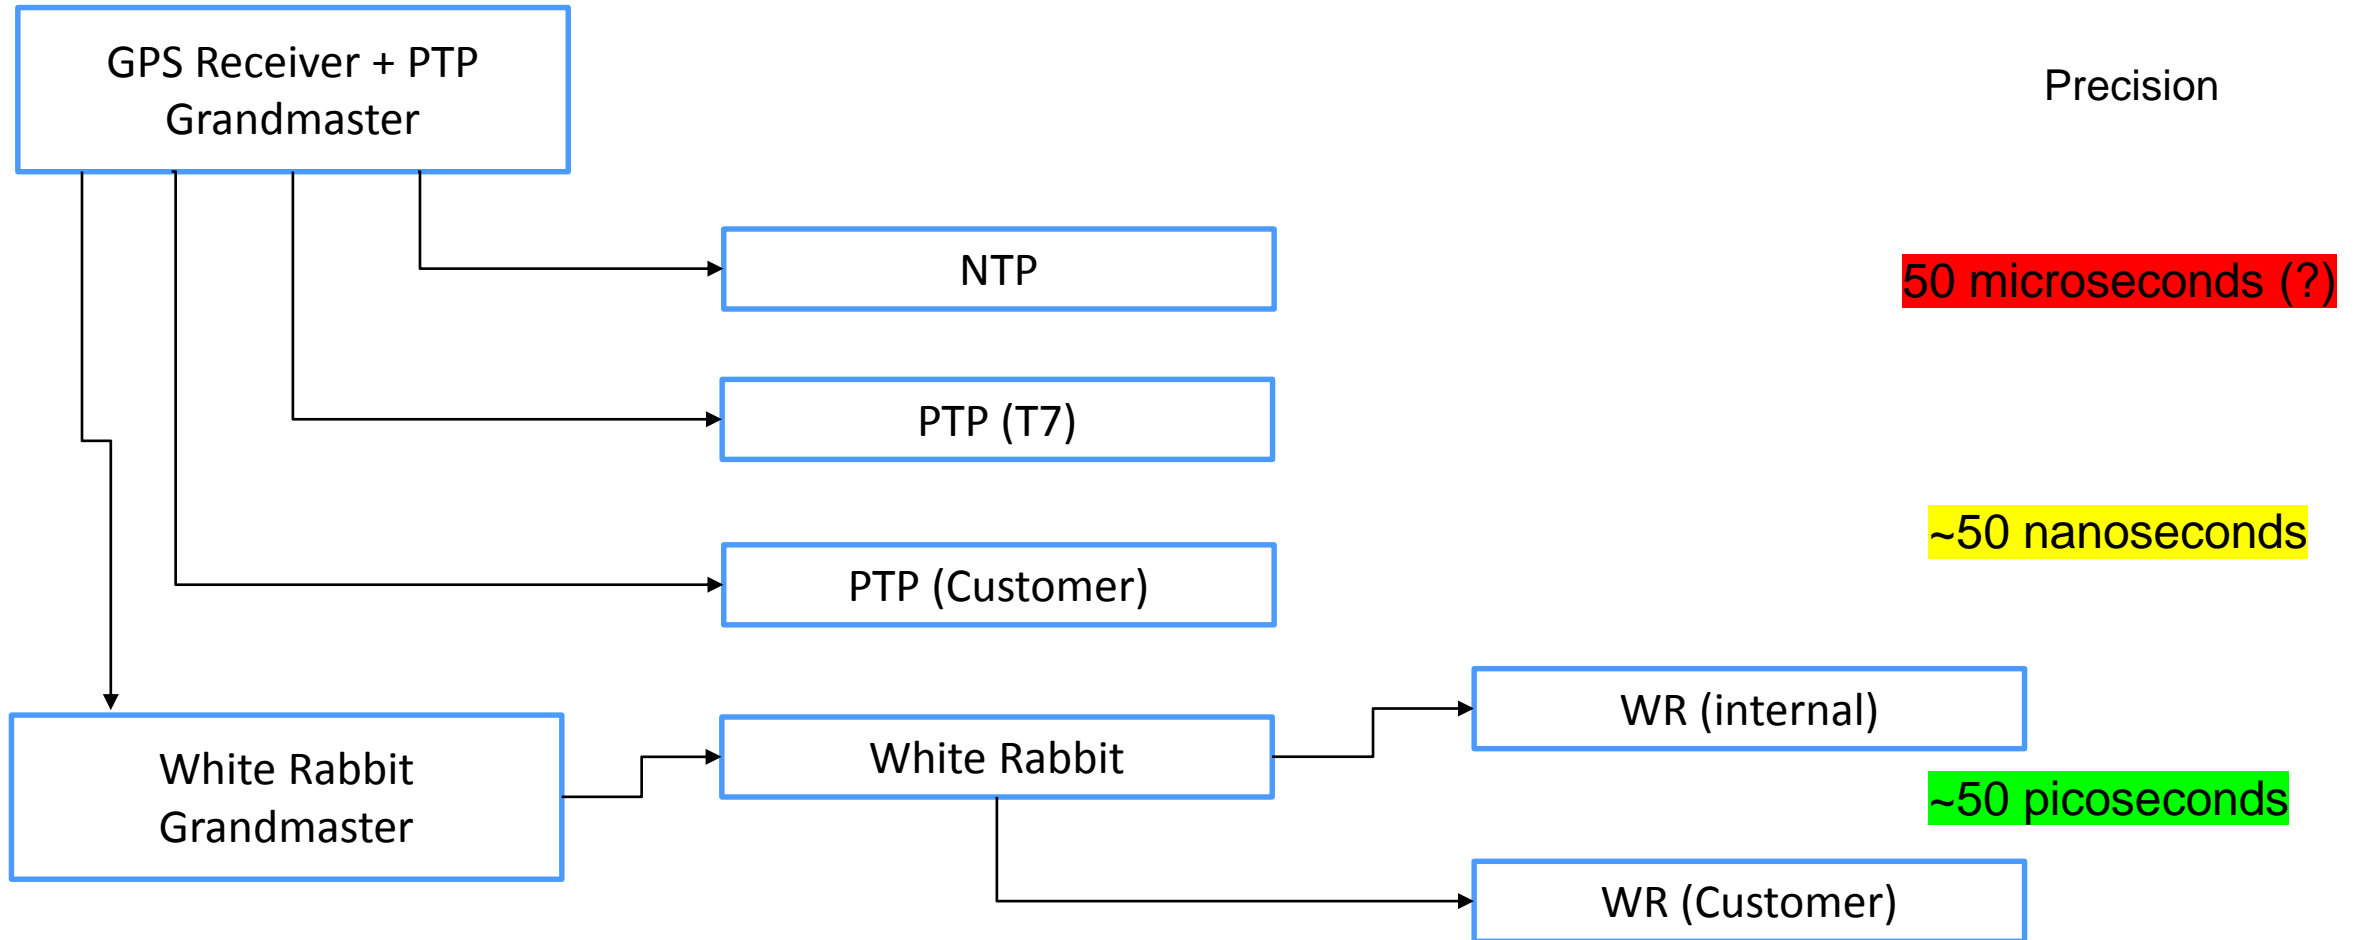 GPS Receiver + PTP
Grandmaster
Precision
NTP
50 microseconds (?)
PTP (T7)
~50 nanoseconds
PTP (Customer)
WR (internal)
White Rabbit
Grandmaster
White Rabbit
~50 picoseconds
WR (Customer)